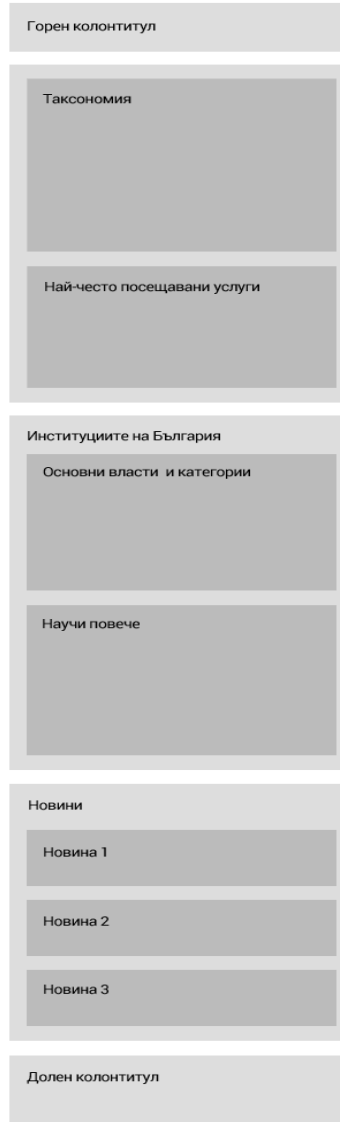 Горен колонтитул
Таксономия
Най-често посещавани услуги
Институциите на България
Основни власти и категории
Научи повече
Новини
Новина 1
Новина 2
Новина 3
Долен колонтитул